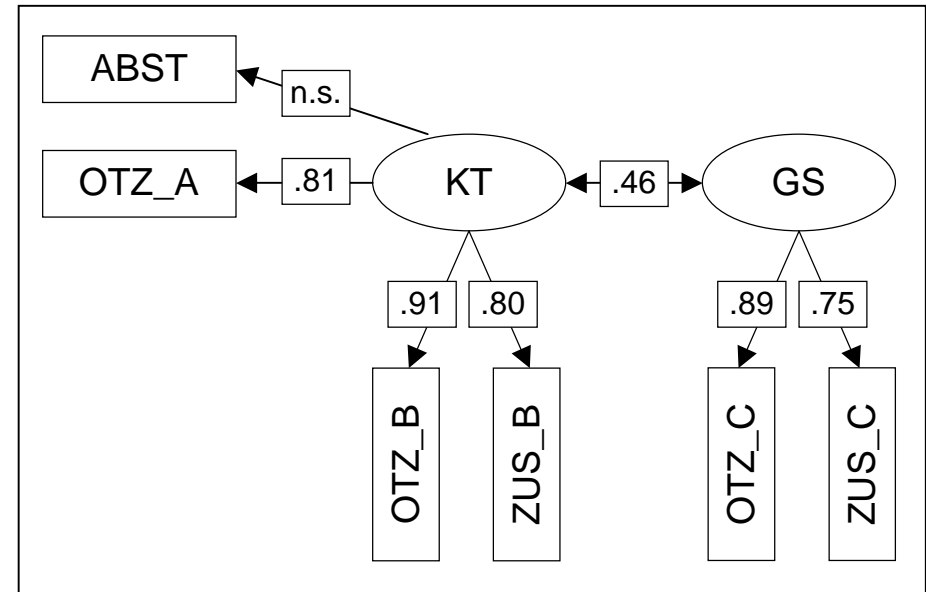 ABST
n.s.
OTZ_A
.81
KT
.46
GS
.91
.80
.89
.75
OTZ_B
ZUS_B
OTZ_C
ZUS_C